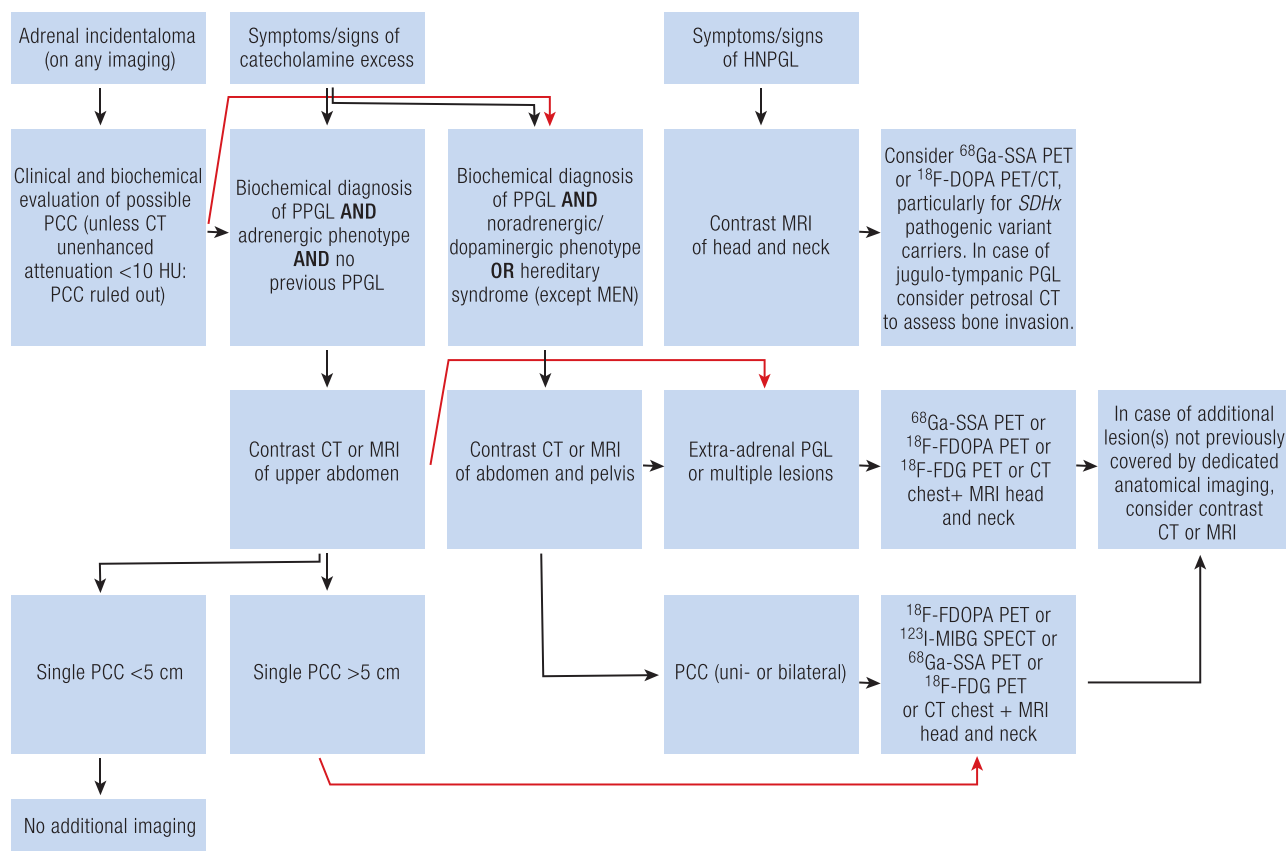 Adrenal incidentaloma
(on any imaging)
Symptoms/signs of
catecholamine excess
Symptoms/signs
of HNPGL
Clinical and biochemical
evaluation of possible
PCC (unless CT
unenhanced
attenuation <10 HU:
PCC ruled out)
Biochemical diagnosis
of PPGL AND
adrenergic phenotype
AND no
previous PPGL
Biochemical diagnosis
of PPGL AND
noradrenergic/
dopaminergic phenotype
OR hereditary
syndrome (except MEN)
Contrast MRI
of head and neck
Consider ⁶⁸Ga-SSA PET
or ¹⁸F-DOPA PET/CT,
particularly for SDHx
pathogenic variant
carriers. In case of
jugulo-tympanic PGL
consider petrosal CT
to assess bone invasion.
Contrast CT or MRI
of upper abdomen
Contrast CT or MRI
of abdomen and pelvis
Extra-adrenal PGL
or multiple lesions
⁶⁸Ga-SSA PET or
¹⁸F-FDOPA PET or
¹⁸F-FDG PET or CT
chest+ MRI head
and neck
In case of additional
lesion(s) not previously
covered by dedicated
anatomical imaging,
consider contrast
CT or MRI
Single PCC <5 cm
Single PCC >5 cm
PCC (uni- or bilateral)
¹⁸F-FDOPA PET or
¹²³I-MIBG SPECT or
⁶⁸Ga-SSA PET or
¹⁸F-FDG PET
or CT chest + MRI
head and neck
No additional imaging